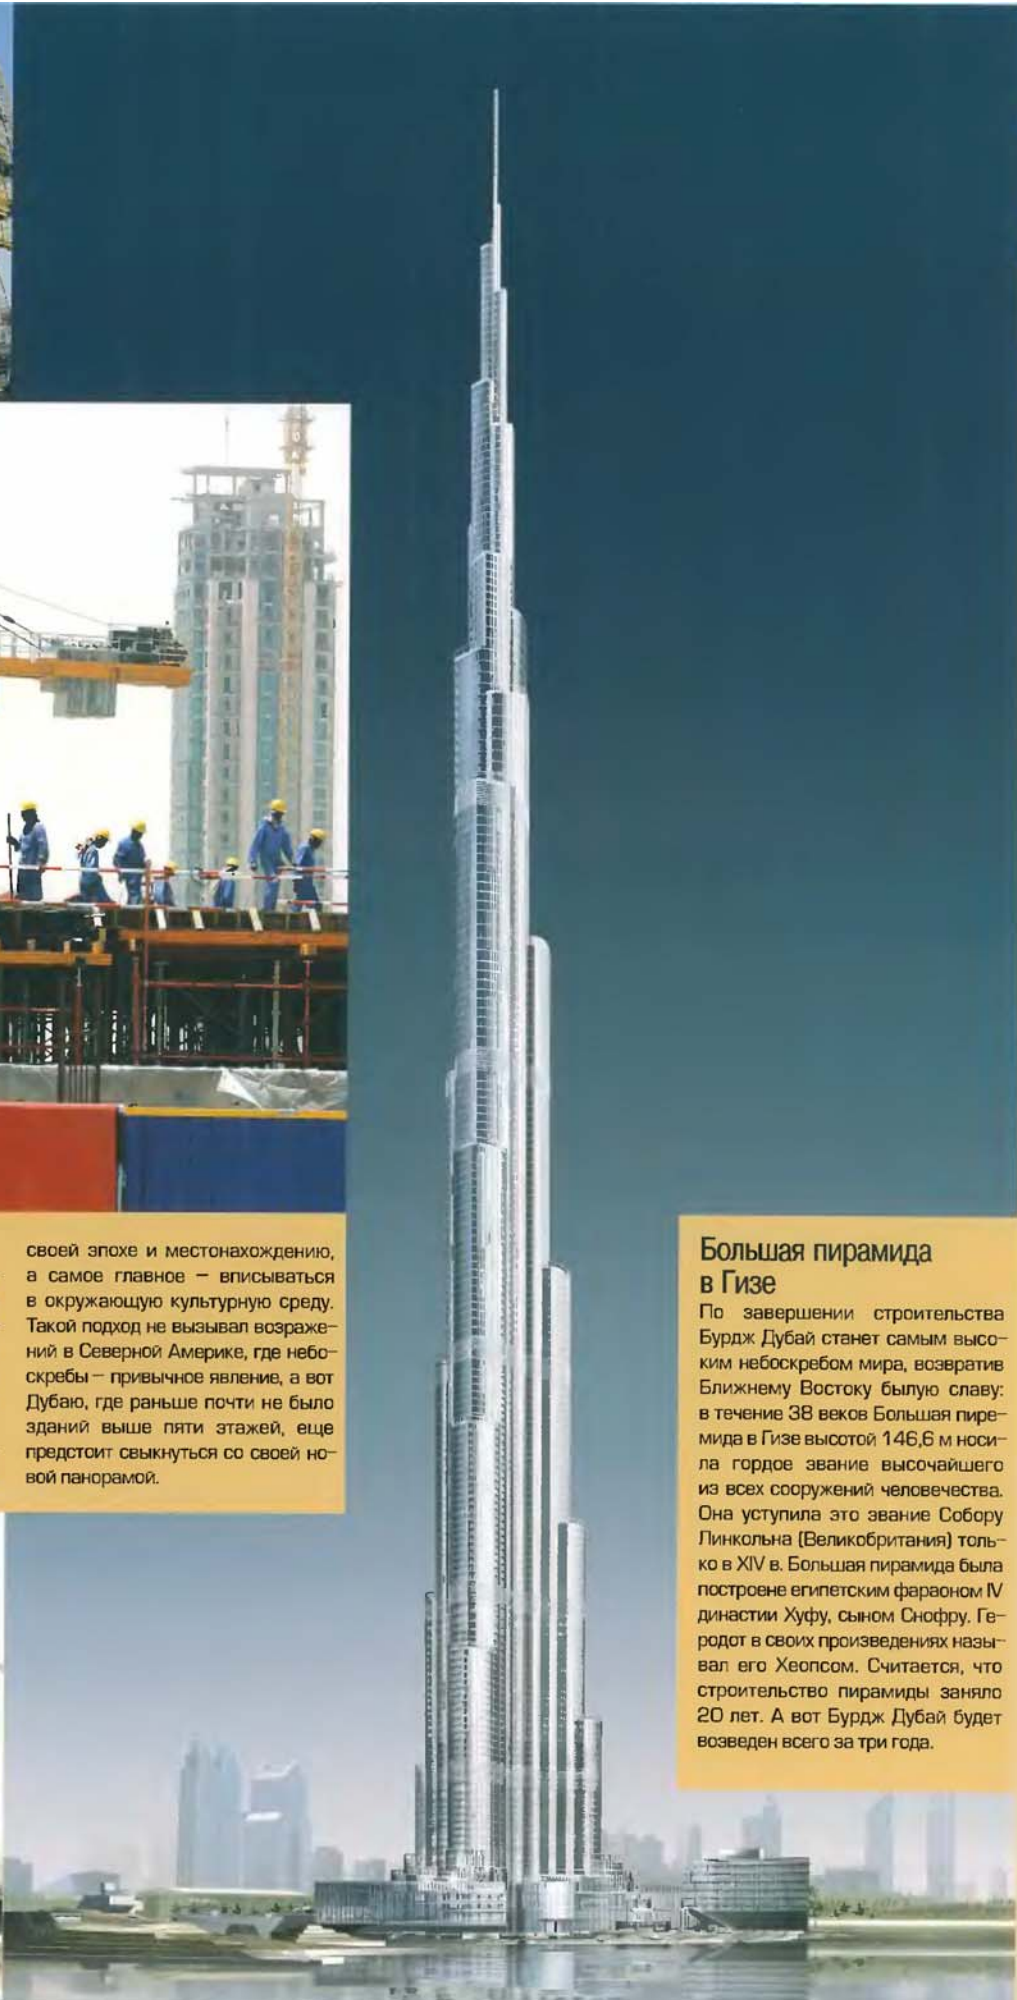 своей эпохе и местонахождению,
а самое главное – вписываться
в окружающую культурную среду.
Такой подход не вызывал возраже-
ний в Северной Америке, где небо-
скребы – привычное явление, а вот
Дубаю, где раньше почти не было
зданий выше пяти этажей, еще
предстоит свыкнуться со своей но-
вой панорамой.
Большая пирамида
в Гизе
По завершении строительства
Бурдж Дубай станет самым высо-
ким небоскребом мира, возвратив
Ближнему Востоку былую славу:
в течение 38 веков Большая пире-
мида в Гизе высотой 146,6 м носи-
ла гордое звание высочайшего
из всех сооружений человечества.
Она уступила это звание Собору
Линкольна (Великобритания) толь-
ко в XIV в. Большая пирамида была
построене египетским фараоном IV
династии Хуфу, сыном Снофру. Ге-
родот в своих произведениях назы-
вал его Хеопсом. Считается, что
строительство пирамиды заняло
20 лет. А вот Бурдж Дубай будет
возведен всего за три года.